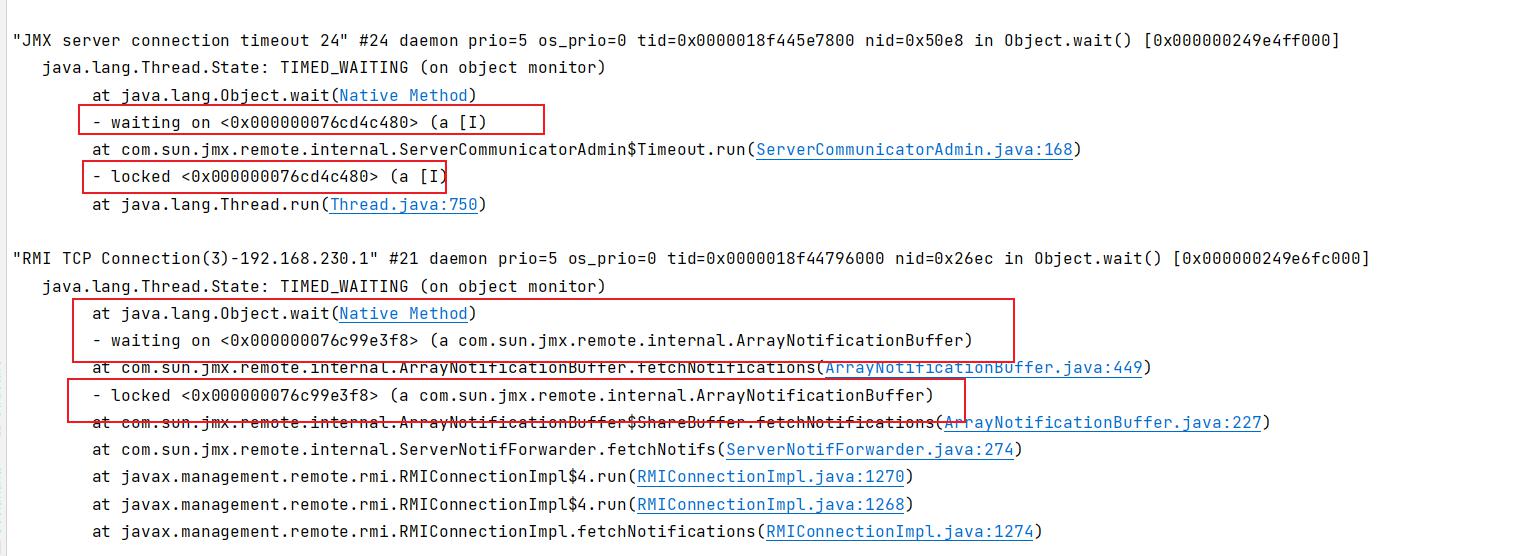 "JMX server connection timeout 24" #24 daemon prio=5 os_prio=0 tid=0x0000018f445e7800 nid=0x50e8 in Object.wait() [0x000000249e4ff000]
java.lang.Thread.State: TIMED_WAITING (on object monitor)
at java.lang.Object.wait(Native Method)
- waiting on <0x000000076cd4c480> (a [I)
at com.sun.jmx.remote.internal.ServerCommunicatorAdmin$Timeout.run(ServerCommunicatorAdmin.java:168)
- locked <0x000000076cd4c480> (a [I)
at java.lang.Thread.run(Thread.java:750)
"RMI TCP Connection(3)-192.168.230.1" #21 daemon prio=5 os_prio=0 tid=0x0000018f44796000 nid=0x26ec in Object.wait() [0x000000249e6fc000]
java.lang.Thread.State: TIMED_WAITING (on object monitor)
at java.lang.Object.wait(Native Method)
- waiting on <0x000000076c99e3f8> (a com.sun.jmx.remote.internal.ArrayNotificationBuffer)
at com.sun.jmx.remote.internal.ArrayNotificationBuffer.fetchNotifications(ArrayNotificationBuffer.java:449)
- locked <0x000000076c99e3f8> (a com.sun.jmx.remote.internal.ArrayNotificationBuffer)
at com.sun.jmx.remote.internal.ArrayNotificationBuffer$ShareBuffer.fetchNotifications(ArrayNotificationBuffer.java:227)
at com.sun.jmx.remote.internal.ServerNotifForwarder.fetchNotifs(ServerNotifForwarder.java:274)
at javax.management.remote.rmi.RMIConnectionImpl$4.run(RMIConnectionImpl.java:1270)
at javax.management.remote.rmi.RMIConnectionImpl$4.run(RMIConnectionImpl.java:1268)
at javax.management.remote.rmi.RMIConnectionImpl.fetchNotifications(RMIConnectionImpl.java:1274)